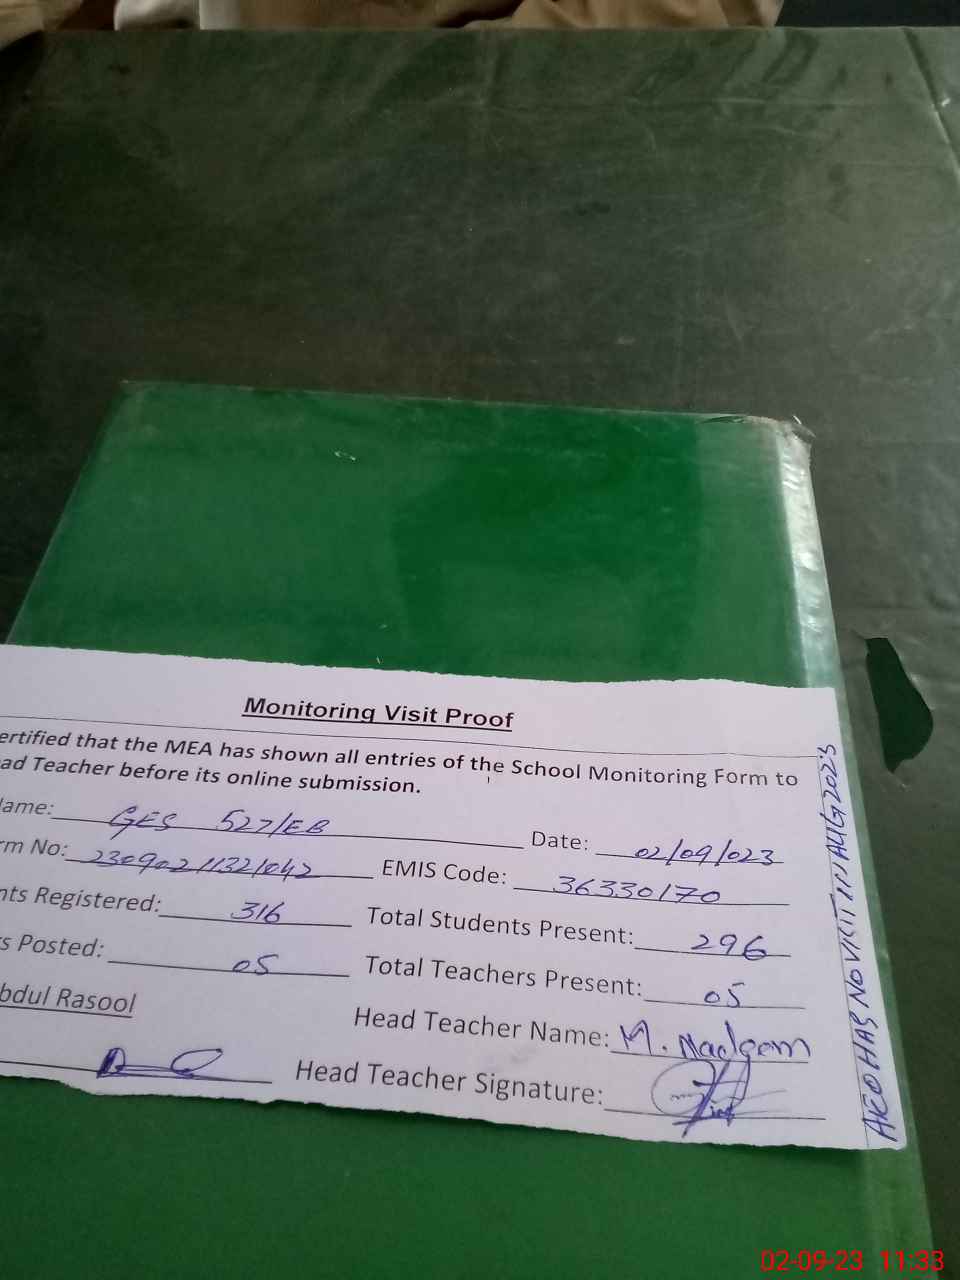 Monitoring Visit Proof
ertified that the MEA has shown all entries of the School Monitoring Form to
ad Teacher before its online submission.
Name: GES 527/EB Date: 02/09/023
rm No: 23090211321042 EMIS Code: 36330170
nts Registered: 316 Total Students Present: 296
s Posted: 05 Total Teachers Present: 05
bdul Rasool Head Teacher Name: M. Nadeem
Head Teacher Signature:
AEO HAS NO VISIT IN AUG 2023
02-09-23 11:33